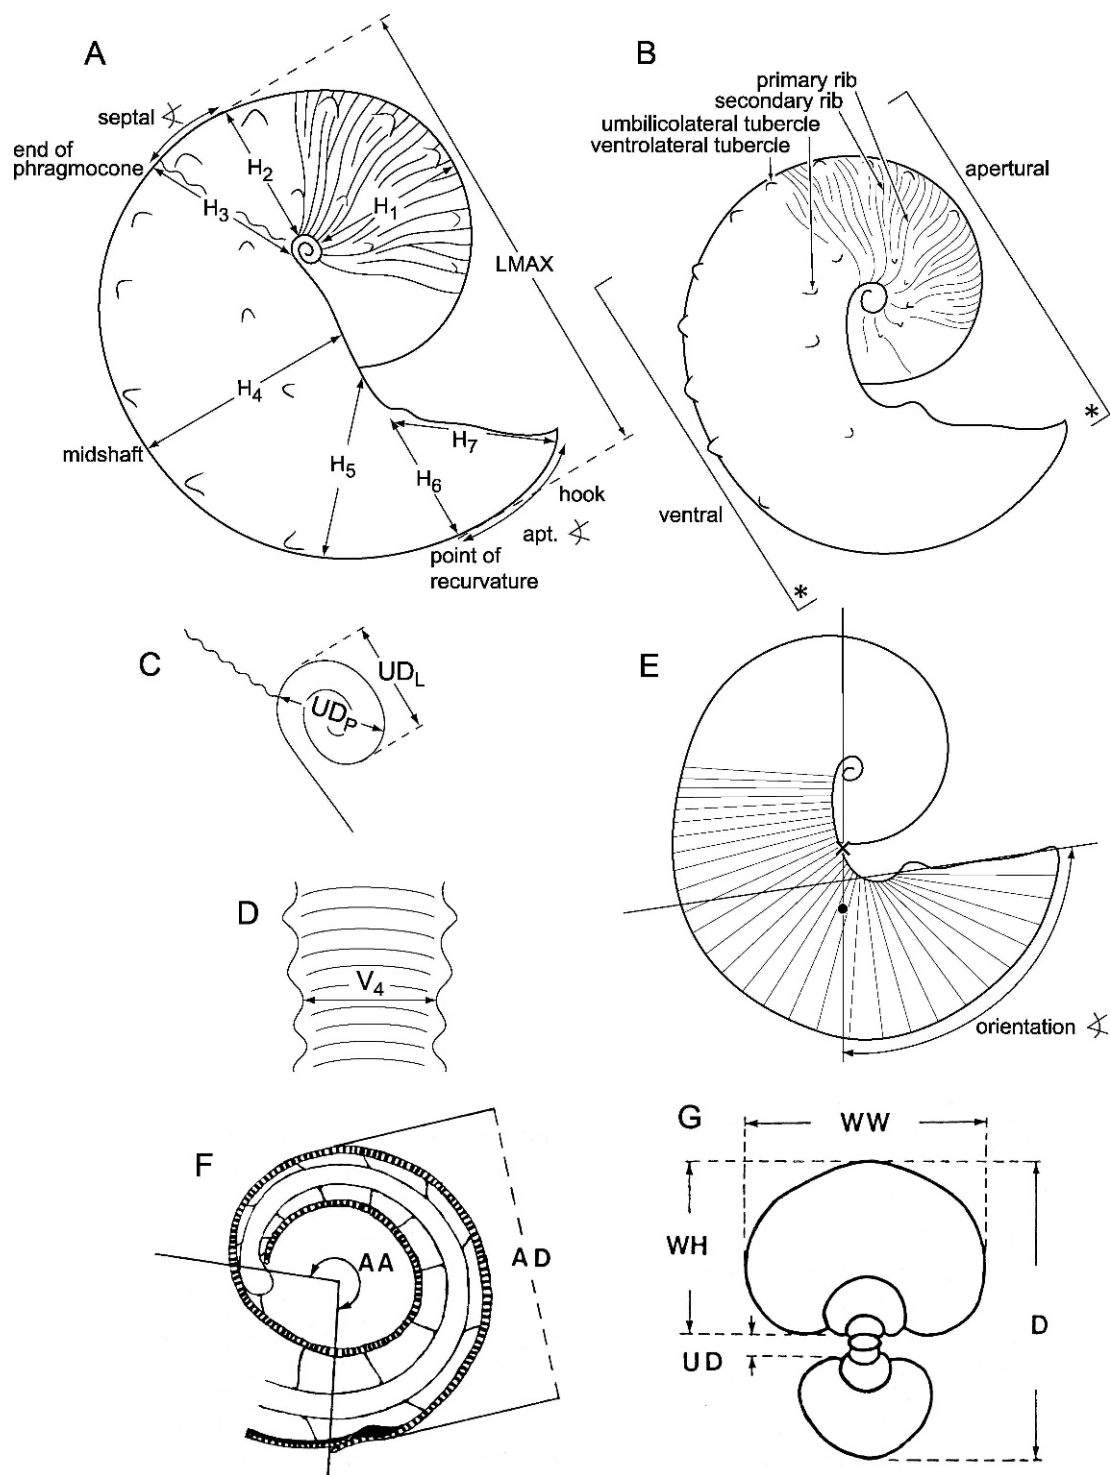 A
septal ∢
end of
phragmocone
H2
H3
H1
LMAX
H4
midshaft
H5
H6
H7
hook
apt. ∢
point of
recurvature
B
primary rib
secondary rib
umbilicolateral tubercle
ventrolateral tubercle
apertural
*
ventral
*
C
UDL
UDP
D
V4
E
orientation ∢
F
AA
AD
G
WW
WH
UD
D